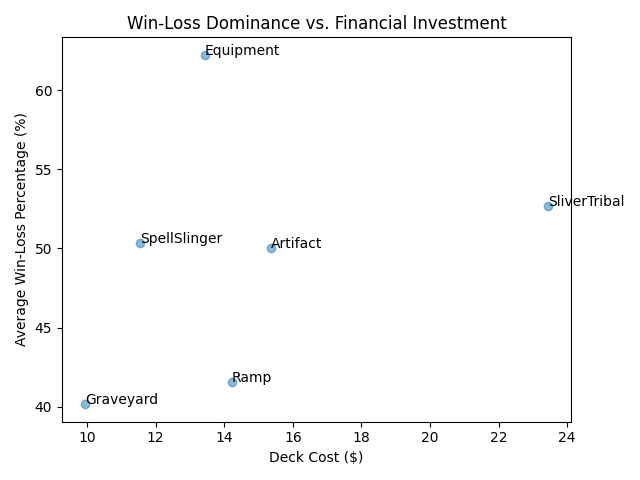 Win-Loss Dominance vs. Financial Investment
Equipment
SliverTribal
SpellSlinger
Artifact
Ramp
Graveyard
60
55
50
45
40
Average Win-Loss Percentage (%)
10 12 14 16 18 20 22 24
Deck Cost ($)